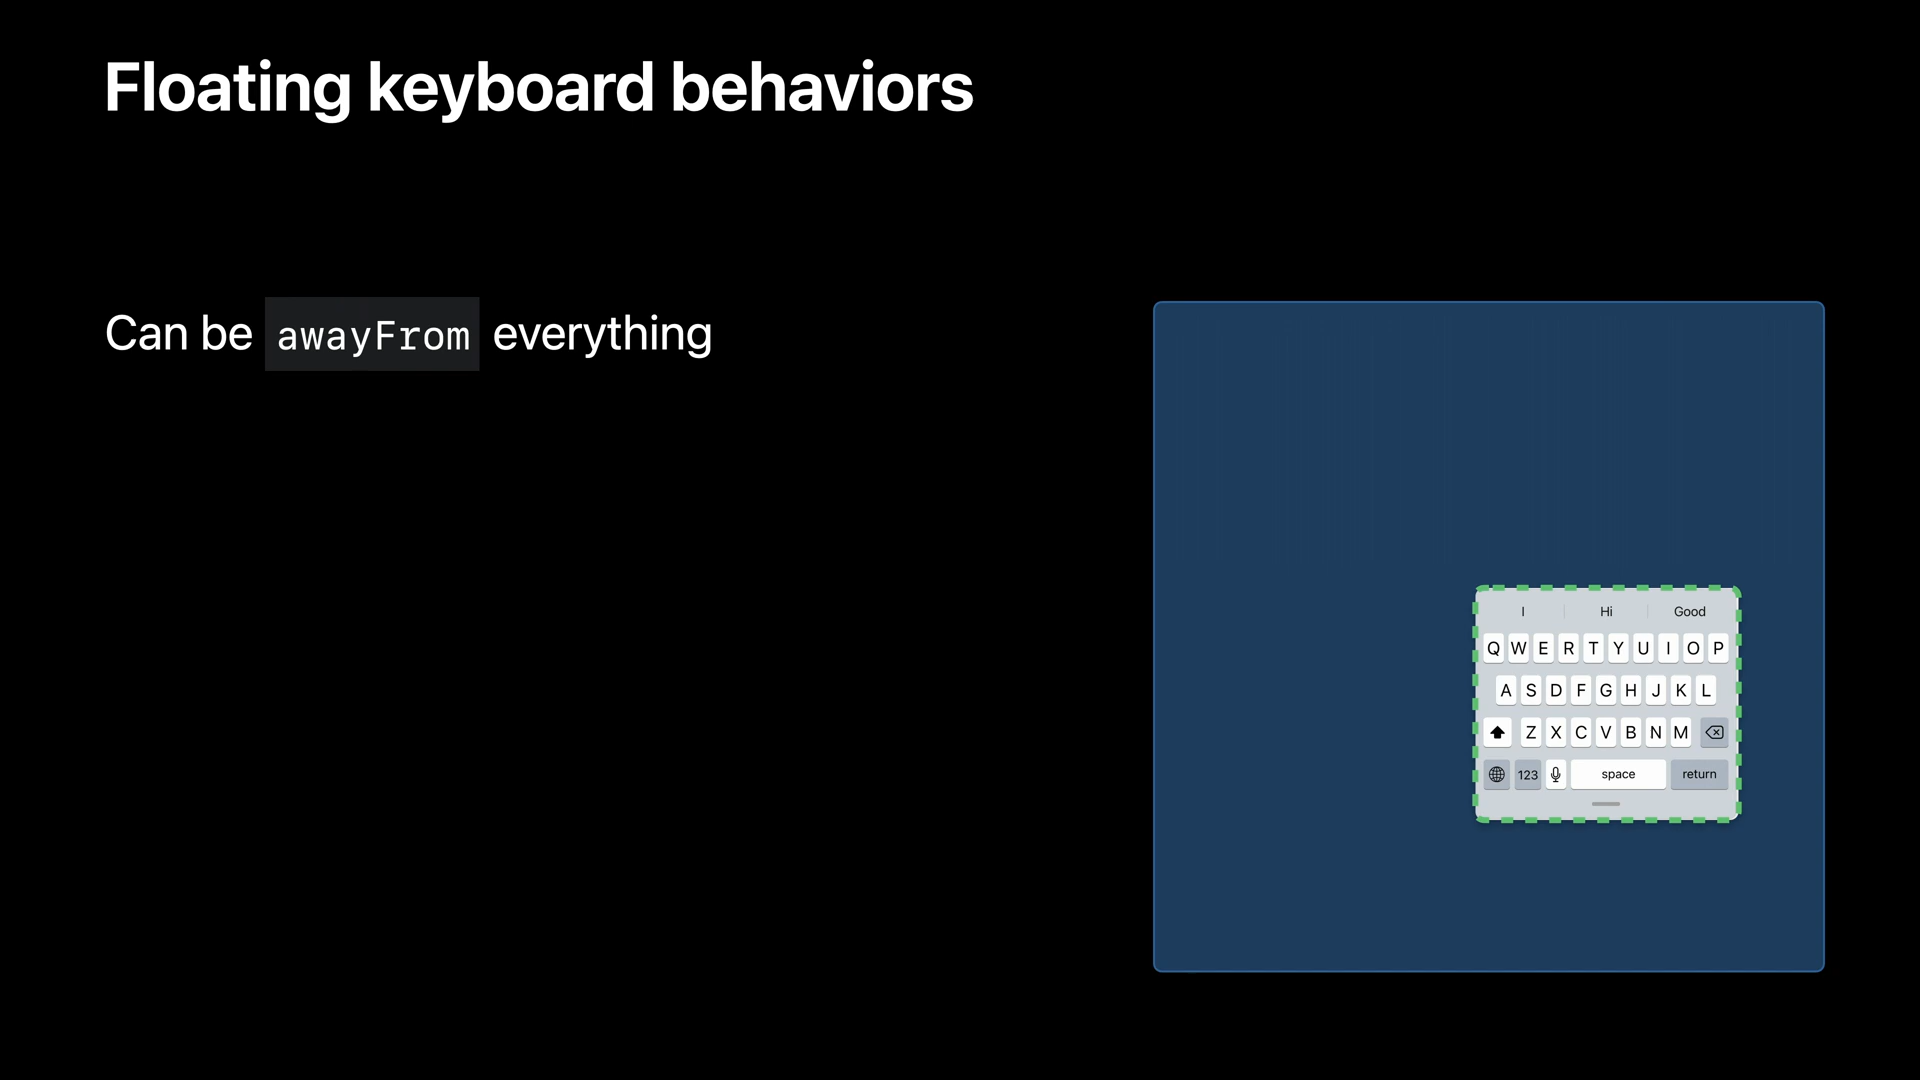 Floating keyboard behaviors
Can be awayFrom everything
I Hi Good
Q W E R T Y U I O P
A S D F G H J K L
Z X C V B N M
123 space return